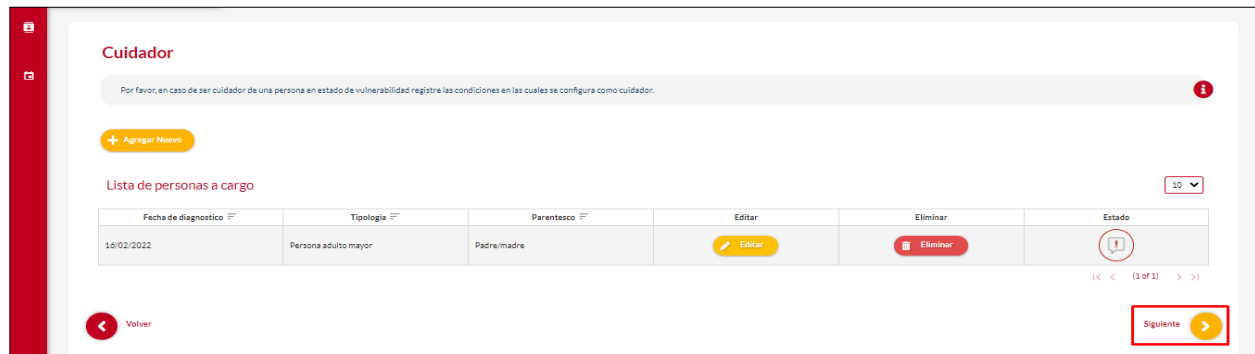 Cuidador
Por favor, en caso de ser cuidador de una persona en estado de vulnerabilidad registre las condiciones en las cuales se configura como cuidador.
Agregar Nuevo
Lista de personas a cargo
10
Fecha de diagnostico Tipología Parentesco Editar Eliminar Estado
16/02/2022 Persona adulto mayor Padre/madre Editar Eliminar
(1 of 1)
Volver
Siguiente